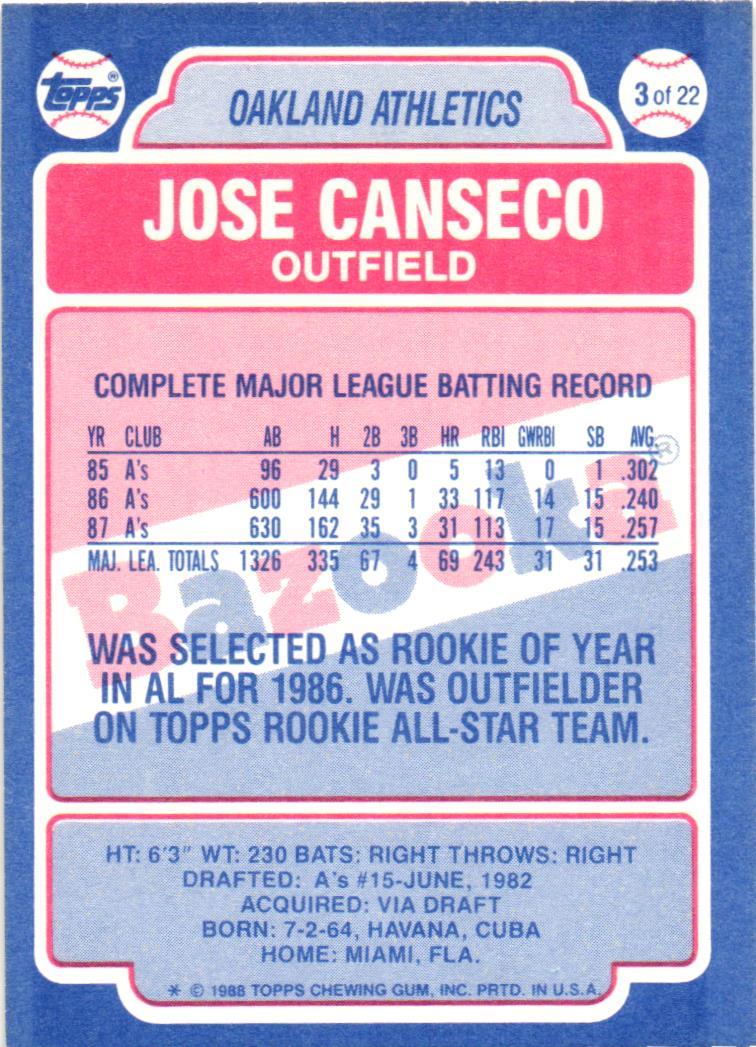 Topps®
OAKLAND ATHLETICS
3 of 22
JOSE CANSECO
OUTFIELD
COMPLETE MAJOR LEAGUE BATTING RECORD
YR CLUB AB H 2B 3B HR RBI GWRBI SB AVG.
85 A's 96 29 3 0 5 13 0 1 .302
86 A's 600 144 29 1 33 117 14 15 .240
87 A's 630 162 35 3 31 113 17 15 .257
MAJ. LEA. TOTALS 1326 335 67 4 69 243 31 31 .253
Bazooka®
WAS SELECTED AS ROOKIE OF YEAR
IN AL FOR 1986. WAS OUTFIELDER
ON TOPPS ROOKIE ALL-STAR TEAM.
HT: 6'3" WT: 230 BATS: RIGHT THROWS: RIGHT
DRAFTED: A's #15-JUNE, 1982
ACQUIRED: VIA DRAFT
BORN: 7-2-64, HAVANA, CUBA
HOME: MIAMI, FLA.
* © 1988 TOPPS CHEWING GUM, INC. PRTD. IN U.S.A.